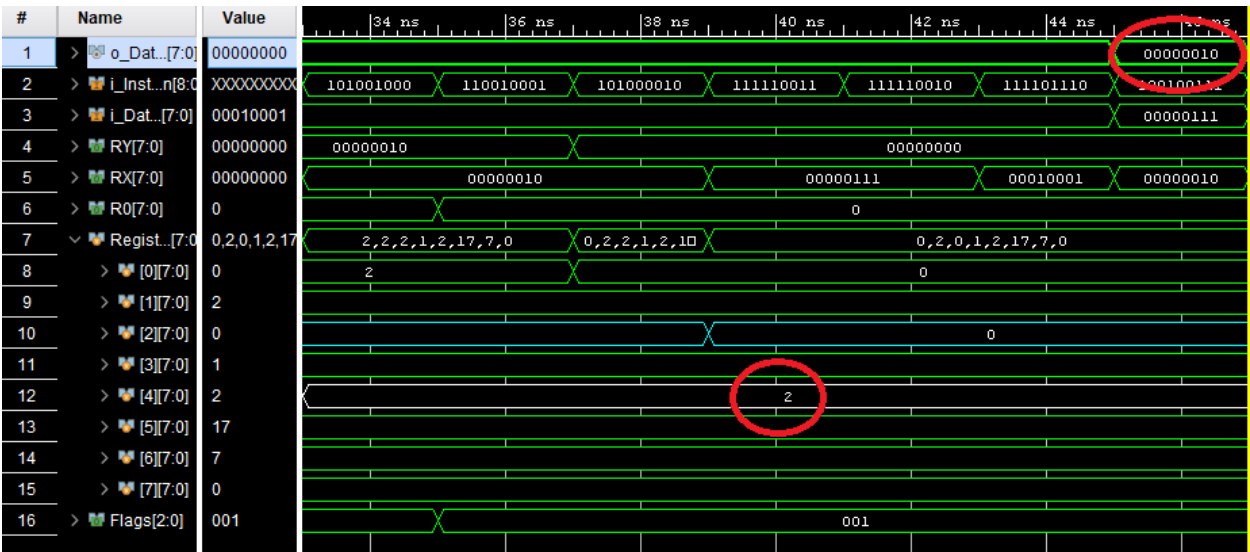 # Name Value 34 ns 36 ns 38 ns 40 ns 42 ns 44 ns
1 o_Dat...[7:0] 00000000 00000010
2 i_Inst...n[8:0 XXXXXXXXX 101001000 110010001 101000010 111110011 111110010 111101110
3 i_Dat...[7:0] 00010001 00000111
4 RY[7:0] 00000000 00000010 00000000
5 RX[7:0] 00000000 00000010 00000111 00010001 00000010
6 R0[7:0] 0 0
7 Regist...[7:0 0,2,0,1,2,17 2,2,2,1,2,17,7,0 0,2,2,1,2,1 0,2,0,1,2,17,7,0
8 [0][7:0] 0 2 0
9 [1][7:0] 2
10 [2][7:0] 0 0
11 [3][7:0] 1
12 [4][7:0] 2 2
13 [5][7:0] 17
14 [6][7:0] 7
15 [7][7:0] 0
16 Flags[2:0] 001 001